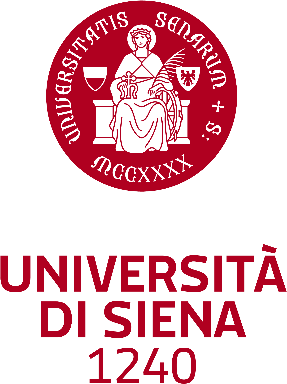 UNIVERSITATIS SENARUM + S:
MCCXXXX
UNIVERSITÀ
DI SIENA
1240